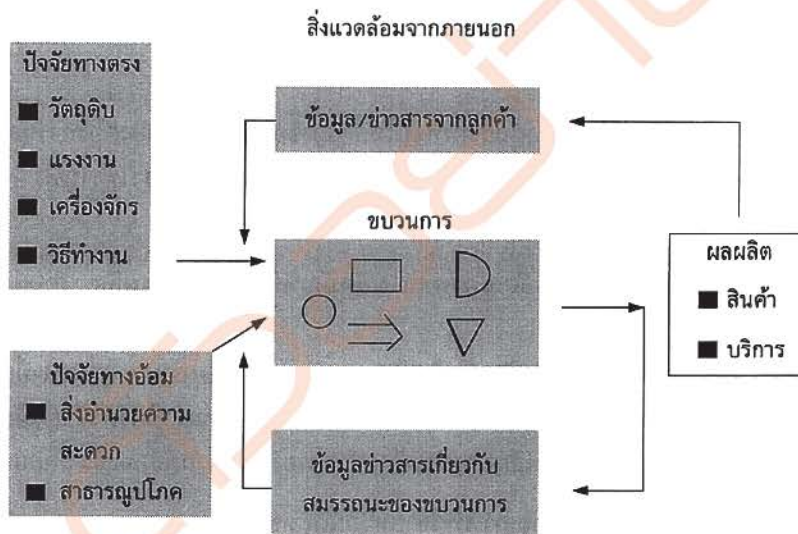 สิ่งแวดล้อมจากภายนอก
ปัจจัยทางตรง
วัตถุดิบ
แรงงาน
เครื่องจักร
วิธีทำงาน
ข้อมูล/ข่าวสารจากลูกค้า
ขบวนการ
ผลผลิต
สินค้า
บริการ
ปัจจัยทางอ้อม
สิ่งอำนวยความ
สะดวก
สาธารณูปโภค
ข้อมูลข่าวสารเกี่ยวกับ
สมรรถนะของขบวนการ